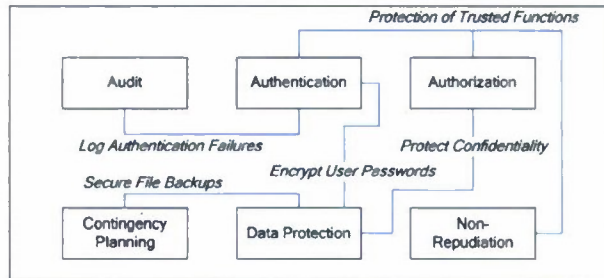 Protection of Trusted Functions
Audit
Authentication
Authorization
Log Authentication Failures
Protect Confidentiality
Encrypt User Passwords
Secure File Backups
Contingency
Planning
Data Protection
Non-
Repudiation